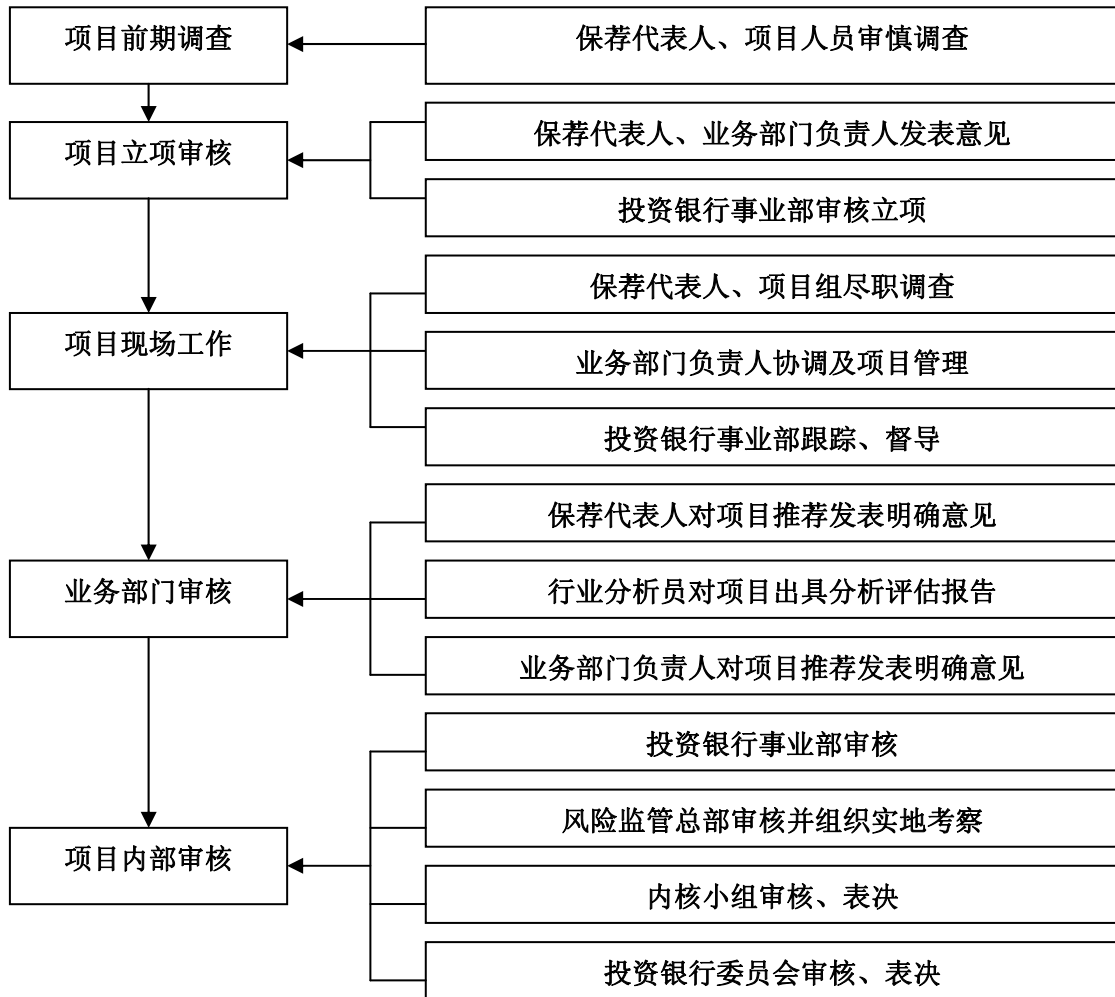 项目前期调查
保荐代表人、项目人员审慎调查
项目立项审核
保荐代表人、业务部门负责人发表意见
投资银行事业部审核立项
项目现场工作
保荐代表人、项目组尽职调查
业务部门负责人协调及项目管理
投资银行事业部跟踪、督导
业务部门审核
保荐代表人对项目推荐发表明确意见
行业分析员对项目出具分析评估报告
业务部门负责人对项目推荐发表明确意见
项目内部审核
投资银行事业部审核
风险监管总部审核并组织实地考察
内核小组审核、表决
投资银行委员会审核、表决